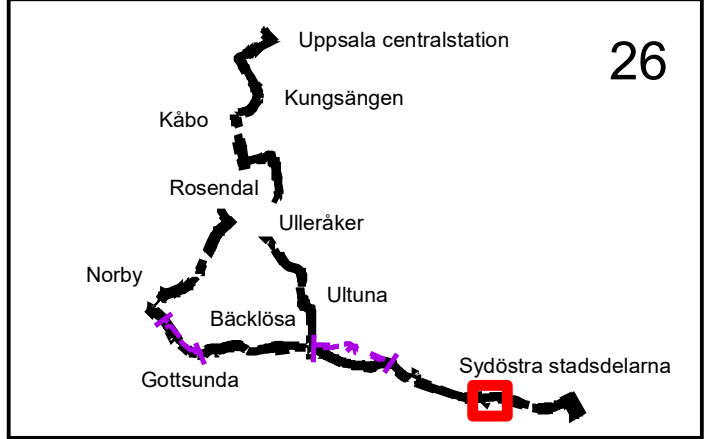 Uppsala centralstation
26
Kungsängen
Kåbo
Rosendal
Ulleråker
Norby
Ultuna
Bäcklösa
Sydöstra stadsdelarna
Gottsunda